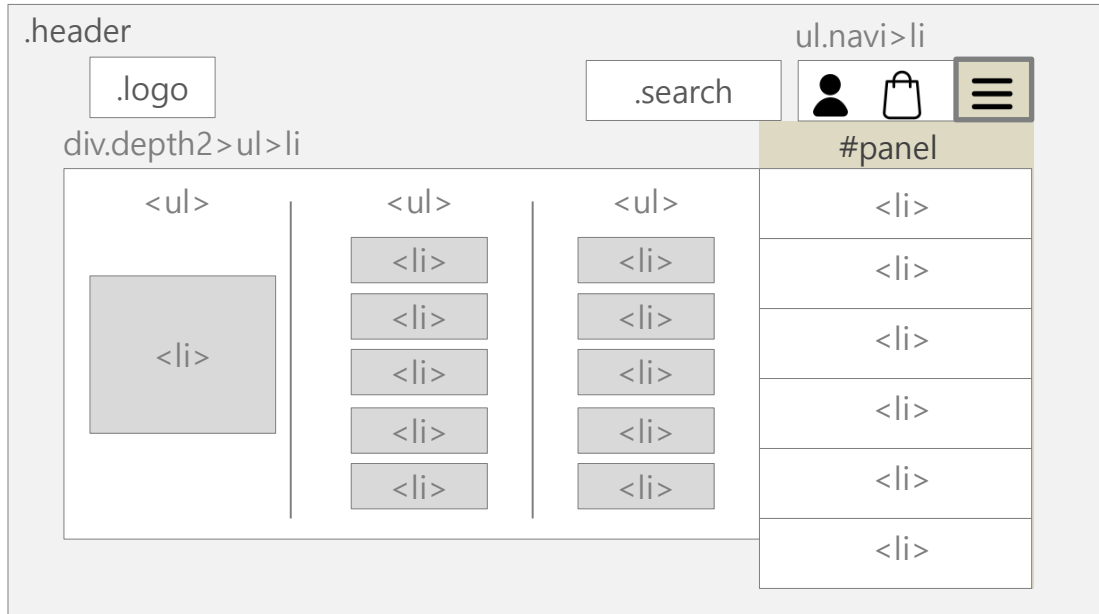 .header
ul.navi>li
.logo
.search
div.depth2>ul>li
#panel
<ul>
<li>
<ul>
<li>
<li>
<li>
<li>
<li>
<ul>
<li>
<li>
<li>
<li>
<li>
<li>
<li>
<li>
<li>
<li>
<li>